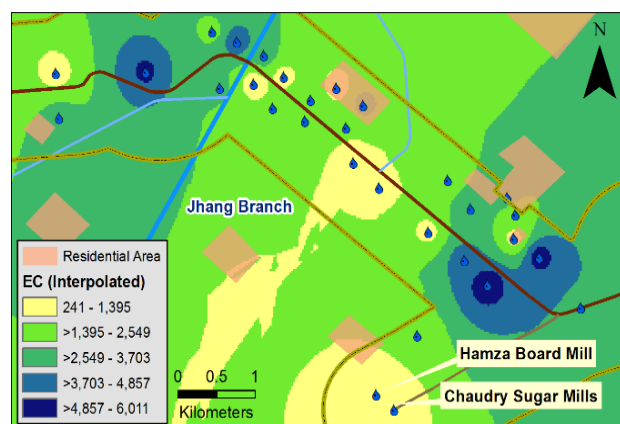 N
Jhang Branch
Residential Area
EC (Interpolated)
241 - 1,395
>1,395 - 2,549
>2,549 - 3,703
>3,703 - 4,857
>4,857 - 6,011
0 0.5 1
Kilometers
Hamza Board Mill
Chaudry Sugar Mills